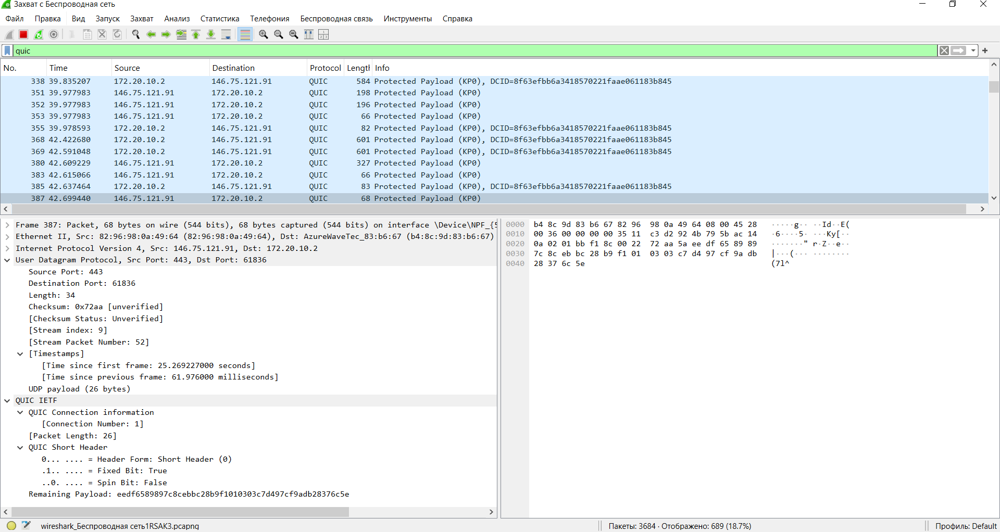 Захват с Беспроводная сеть
Файл Правка Вид Запуск Захват Анализ Статистика Телефония Беспроводная связь Инструменты Справка
quic
No. Time Source Destination Protocol Length Info
338 39.835207 172.20.10.2 146.75.121.91 QUIC 584 Protected Payload (KP0), DCID=8f63efbb6a3418570221faae061183b845
351 39.977983 146.75.121.91 172.20.10.2 QUIC 198 Protected Payload (KP0)
352 39.977983 146.75.121.91 172.20.10.2 QUIC 196 Protected Payload (KP0)
353 39.977983 146.75.121.91 172.20.10.2 QUIC 66 Protected Payload (KP0)
355 39.978593 172.20.10.2 146.75.121.91 QUIC 82 Protected Payload (KP0), DCID=8f63efbb6a3418570221faae061183b845
368 42.422680 172.20.10.2 146.75.121.91 QUIC 601 Protected Payload (KP0), DCID=8f63efbb6a3418570221faae061183b845
369 42.591048 172.20.10.2 146.75.121.91 QUIC 601 Protected Payload (KP0), DCID=8f63efbb6a3418570221faae061183b845
380 42.609229 146.75.121.91 172.20.10.2 QUIC 327 Protected Payload (KP0)
383 42.615066 146.75.121.91 172.20.10.2 QUIC 66 Protected Payload (KP0)
385 42.637464 172.20.10.2 146.75.121.91 QUIC 83 Protected Payload (KP0), DCID=8f63efbb6a3418570221faae061183b845
387 42.699440 146.75.121.91 172.20.10.2 QUIC 68 Protected Payload (KP0)
Frame 387: Packet, 68 bytes on wire (544 bits), 68 bytes captured (544 bits) on interface \Device\NPF_{5
Ethernet II, Src: 82:96:98:0a:49:64 (82:96:98:0a:49:64), Dst: AzureWaveTec_83:b6:67 (b4:8c:9d:83:b6:67)
Internet Protocol Version 4, Src: 146.75.121.91, Dst: 172.20.10.2
User Datagram Protocol, Src Port: 443, Dst Port: 61836
Source Port: 443
Destination Port: 61836
Length: 34
Checksum: 0x72aa [unverified]
[Checksum Status: Unverified]
[Stream index: 9]
[Stream Packet Number: 52]
[Timestamps]
[Time since first frame: 25.269227000 seconds]
[Time since previous frame: 61.976000 milliseconds]
UDP payload (26 bytes)
QUIC IETF
QUIC Connection information
[Connection Number: 1]
[Packet Length: 26]
QUIC Short Header
0... .... = Header Form: Short Header (0)
.1.. .... = Fixed Bit: True
..0. .... = Spin Bit: False
Remaining Payload: eedf6589897c8cebbc28b9f1010303c7d497cf9adb28376c5e
0000 b4 8c 9d 83 b6 67 82 96 98 0a 49 64 08 00 45 28 ·····g·· ··Id··E(
0010 00 36 00 00 00 00 35 11 c3 d2 92 4b 79 5b ac 14 ·6····5· ···Ky[··
0020 0a 02 01 bb f1 8c 00 22 72 aa 5a ee df 65 89 89 ·······" r·Z··e··
0030 7c 8c eb bc 28 b9 f1 01 03 03 c7 d4 97 cf 9a db |···(··· ········
0040 28 37 6c 5e (7l^
wireshark_Беспроводная сеть1RSAK3.pcapng Пакеты: 3684 · Отображено: 689 (18.7%) Профиль: Default